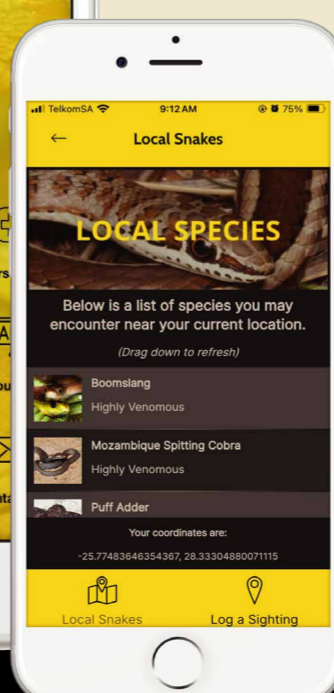 TelkomSA 9:12 AM 75%
Local Snakes
LOCAL SPECIES
Below is a list of species you may
encounter near your current location.
(Drag down to refresh)
Boomslang
Highly Venomous
Mozambique Spitting Cobra
Highly Venomous
Puff Adder
Your coordinates are:
-25.77483646354367, 28.33304880071115
Local Snakes Log a Sighting